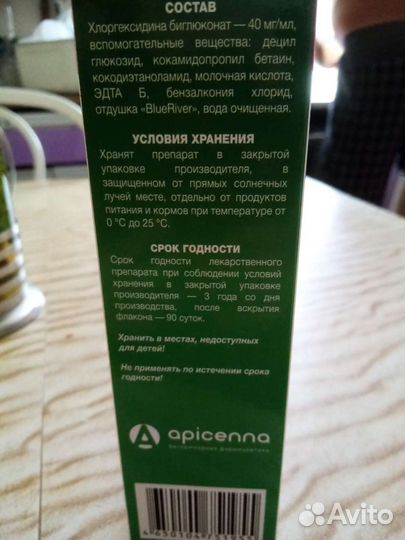 СОСТАВ
Хлоргексидина биглюконат — 40 мг/мл,
вспомогательные вещества: децил
глюкозид, кокамидопропил бетаин,
кокодиэтаноламид, молочная кислота,
ЭДТА Б, бензалкония хлорид,
отдушка «BlueRiver», вода очищенная.
УСЛОВИЯ ХРАНЕНИЯ
Хранят препарат в закрытой
упаковке производителя, в
защищенном от прямых солнечных
лучей месте, отдельно от продуктов
питания и кормов при температуре от
0 °С до 25 °С.
СРОК ГОДНОСТИ
Срок годности лекарственного
препарата при соблюдении условий
хранения в закрытой упаковке
производителя — 3 года со дня
производства, после вскрытия
флакона — 90 суток.
Хранить в местах, недоступных
для детей!
Не применять по истечении срока
годности!
apicenna
Ветеринарная фармацевтика
Avito